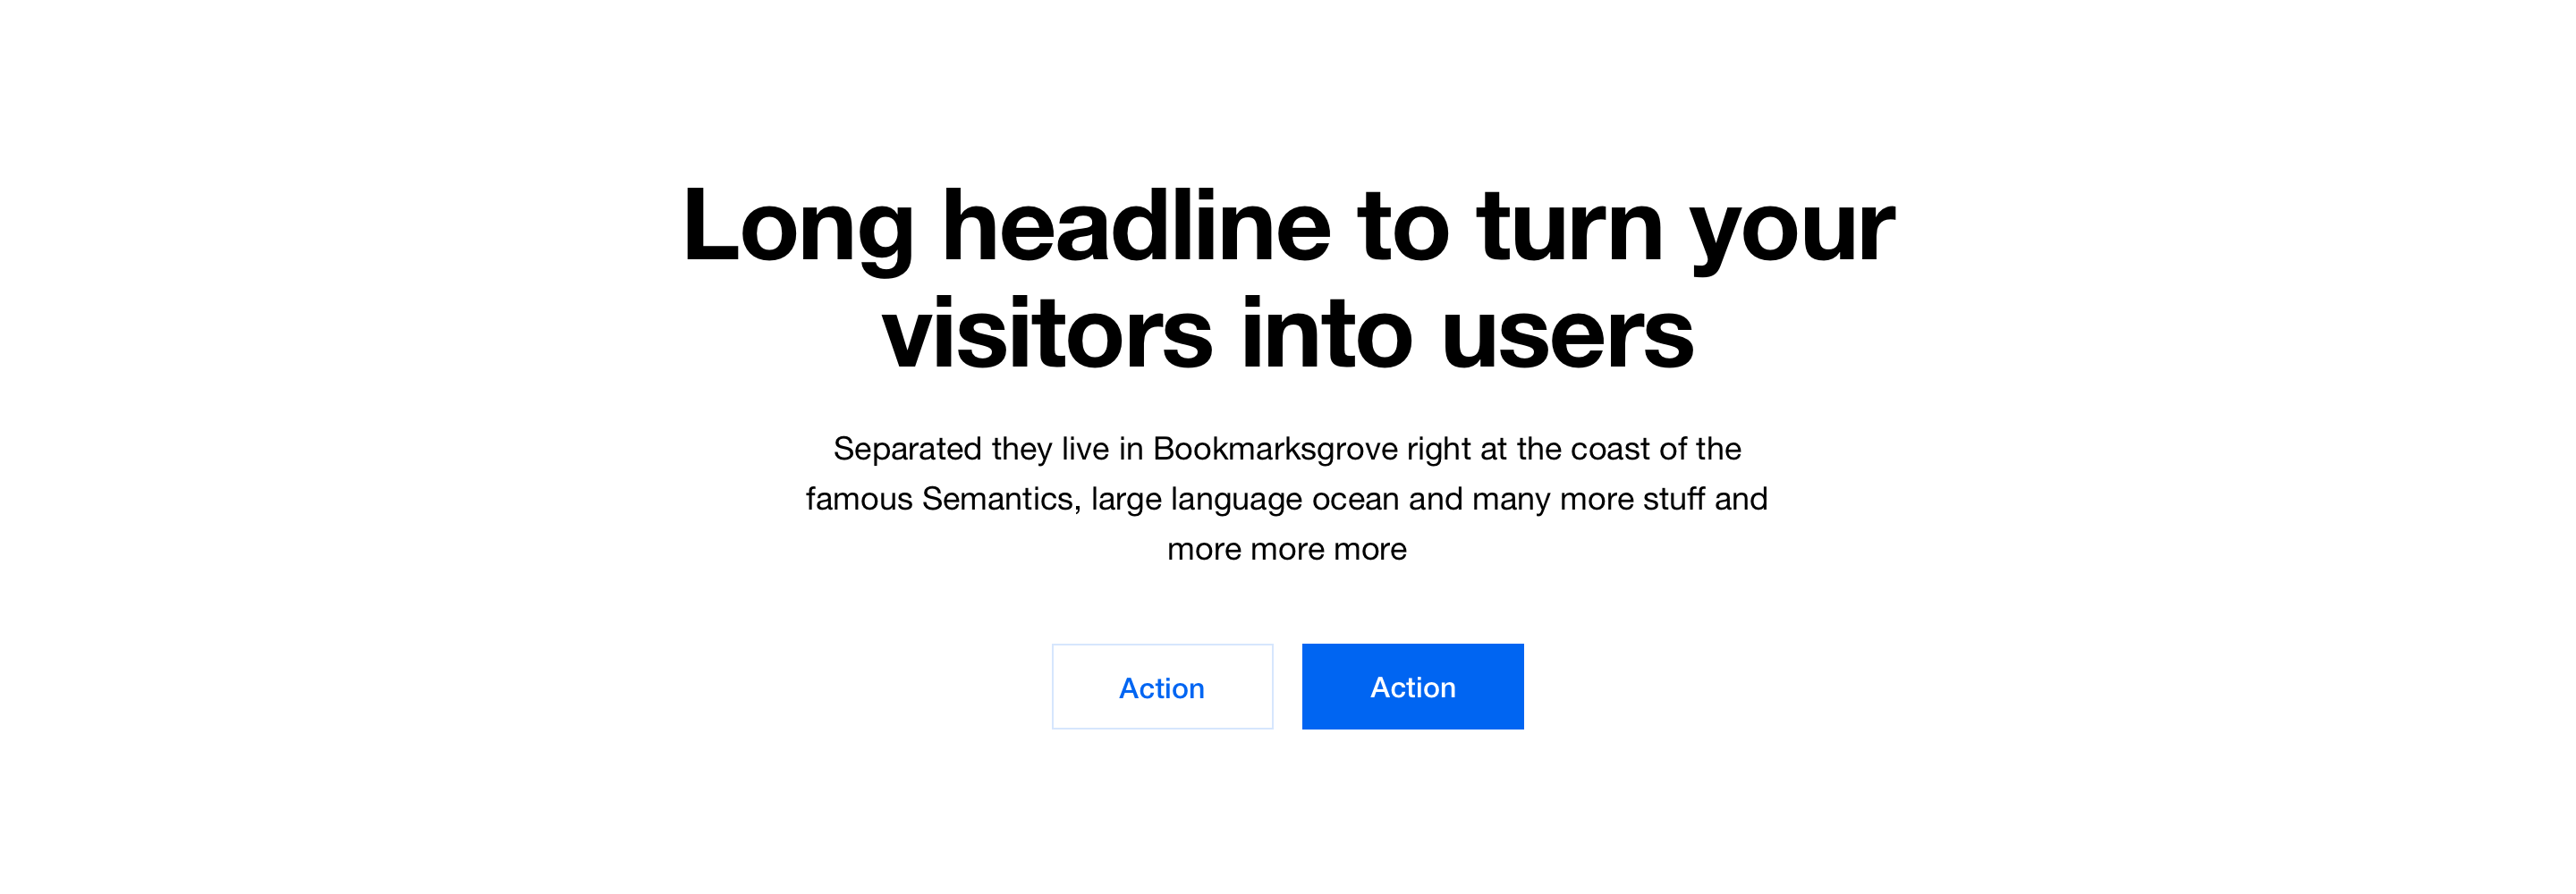 Long headline to turn your
visitors into users
Separated they live in Bookmarksgrove right at the coast of the
famous Semantics, large language ocean and many more stuff and
more more more
Action
Action